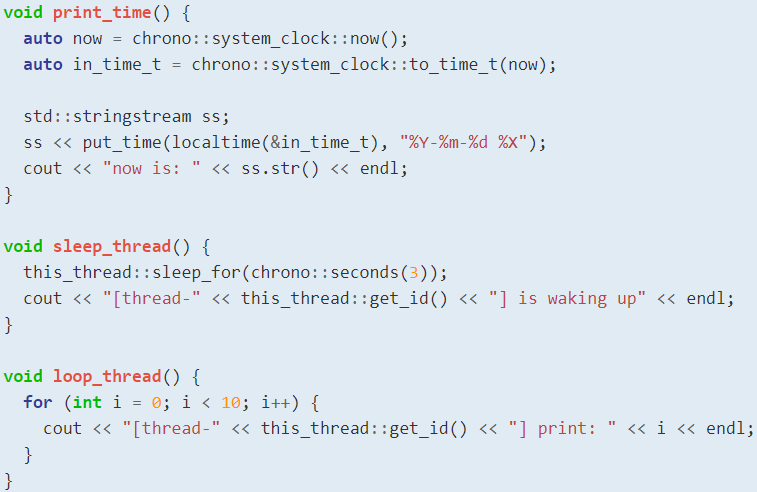 void print_time() {
  auto now = chrono::system_clock::now();
  auto in_time_t = chrono::system_clock::to_time_t(now);

  std::stringstream ss;
  ss << put_time(localtime(&in_time_t), "%Y-%m-%d %X");
  cout << "now is: " << ss.str() << endl;
}

void sleep_thread() {
  this_thread::sleep_for(chrono::seconds(3));
  cout << "[thread-" << this_thread::get_id() << "] is waking up" << endl;
}

void loop_thread() {
  for (int i = 0; i < 10; i++) {
    cout << "[thread-" << this_thread::get_id() << "] print: " << i << endl;
  }
}